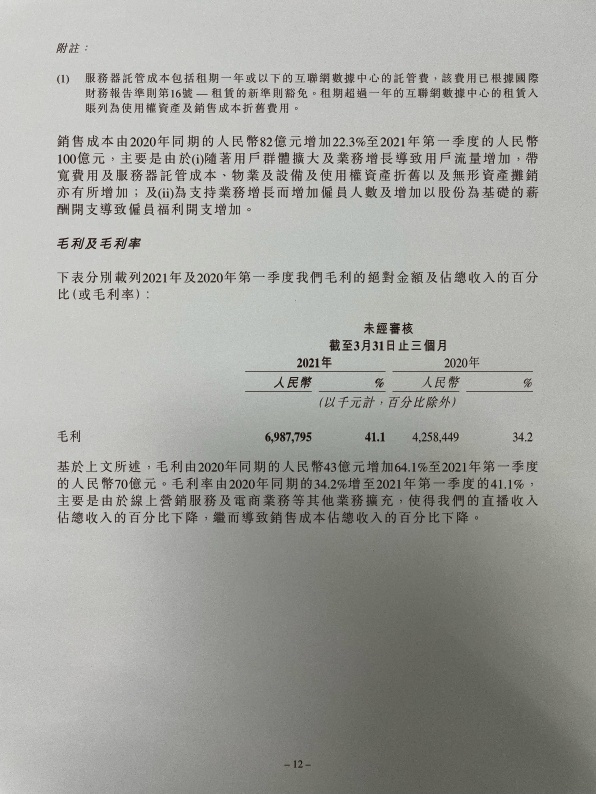 附註：
(1) 服務器託管成本包括租期一年或以下的互聯網數據中心的託管費，該費用已根據國際
財務報告準則第16號 — 租賃的新準則豁免。租期超過一年的互聯網數據中心的租賃入
賬列為使用權資產及銷售成本折舊費用。
銷售成本由2020年同期的人民幣82億元增加22.3%至2021年第一季度的人民幣
100億元，主要是由於(i)隨著用戶群體擴大及業務增長導致用戶流量增加，帶
寬費用及服務器託管成本、物業及設備及使用權資產折舊以及無形資產攤銷
亦有所增加；及(ii)為支持業務增長而增加僱員人數及增加以股份為基礎的薪
酬開支導致僱員福利開支增加。
毛利及毛利率
下表分別載列2021年及2020年第一季度我們毛利的絕對金額及佔總收入的百分
比(或毛利率)：
未經審核
截至3月31日止三個月
2021年 2020年
人民幣 % 人民幣 %
(以千元計，百分比除外)
毛利 6,987,795 41.1 4,258,449 34.2
基於上文所述，毛利由2020年同期的人民幣43億元增加64.1%至2021年第一季度
的人民幣70億元。毛利率由2020年同期的34.2%增至2021年第一季度的41.1%，
主要是由於線上營銷服務及電商業務等其他業務擴充，使得我們的直播收入
佔總收入的百分比下降，繼而導致銷售成本佔總收入的百分比下降。
– 12 –